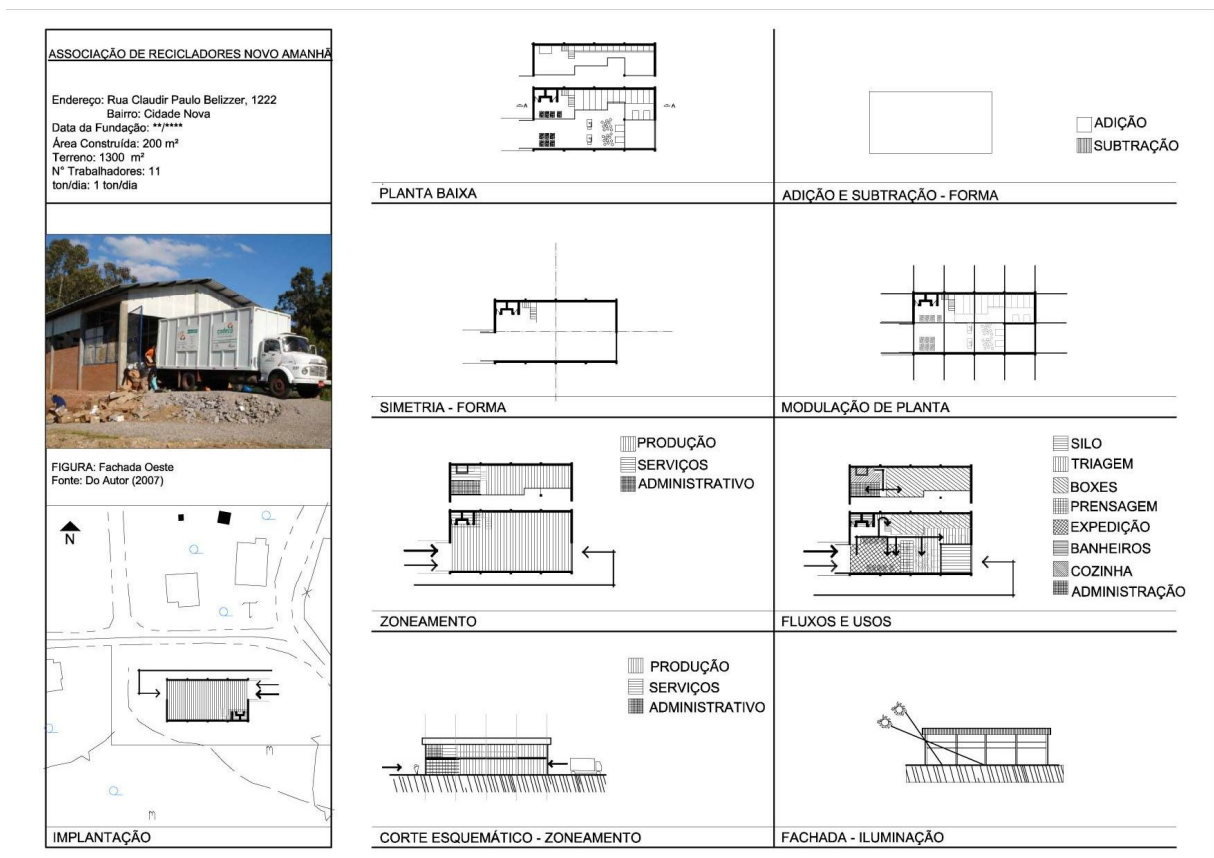 ASSOCIAÇÃO DE RECICLADORES NOVO AMANHÃ
Endereço: Rua Claudir Paulo Belizzer, 1222
Bairro: Cidade Nova
Data da Fundação: **/****
Área Construída: 200 m²
Terreno: 1300 m²
N° Trabalhadores: 11
ton/dia: 1 ton/dia
FIGURA: Fachada Oeste
Fonte: Do Autor (2007)
N
IMPLANTAÇÃO
A
A
PLANTA BAIXA
ADIÇÃO
SUBTRAÇÃO
ADIÇÃO E SUBTRAÇÃO - FORMA
SIMETRIA - FORMA
MODULAÇÃO DE PLANTA
PRODUÇÃO
SERVIÇOS
ADMINISTRATIVO
ZONEAMENTO
SILO
TRIAGEM
BOXES
PRENSAGEM
EXPEDIÇÃO
BANHEIROS
COZINHA
ADMINISTRAÇÃO
FLUXOS E USOS
PRODUÇÃO
SERVIÇOS
ADMINISTRATIVO
CORTE ESQUEMÁTICO - ZONEAMENTO
FACHADA - ILUMINAÇÃO